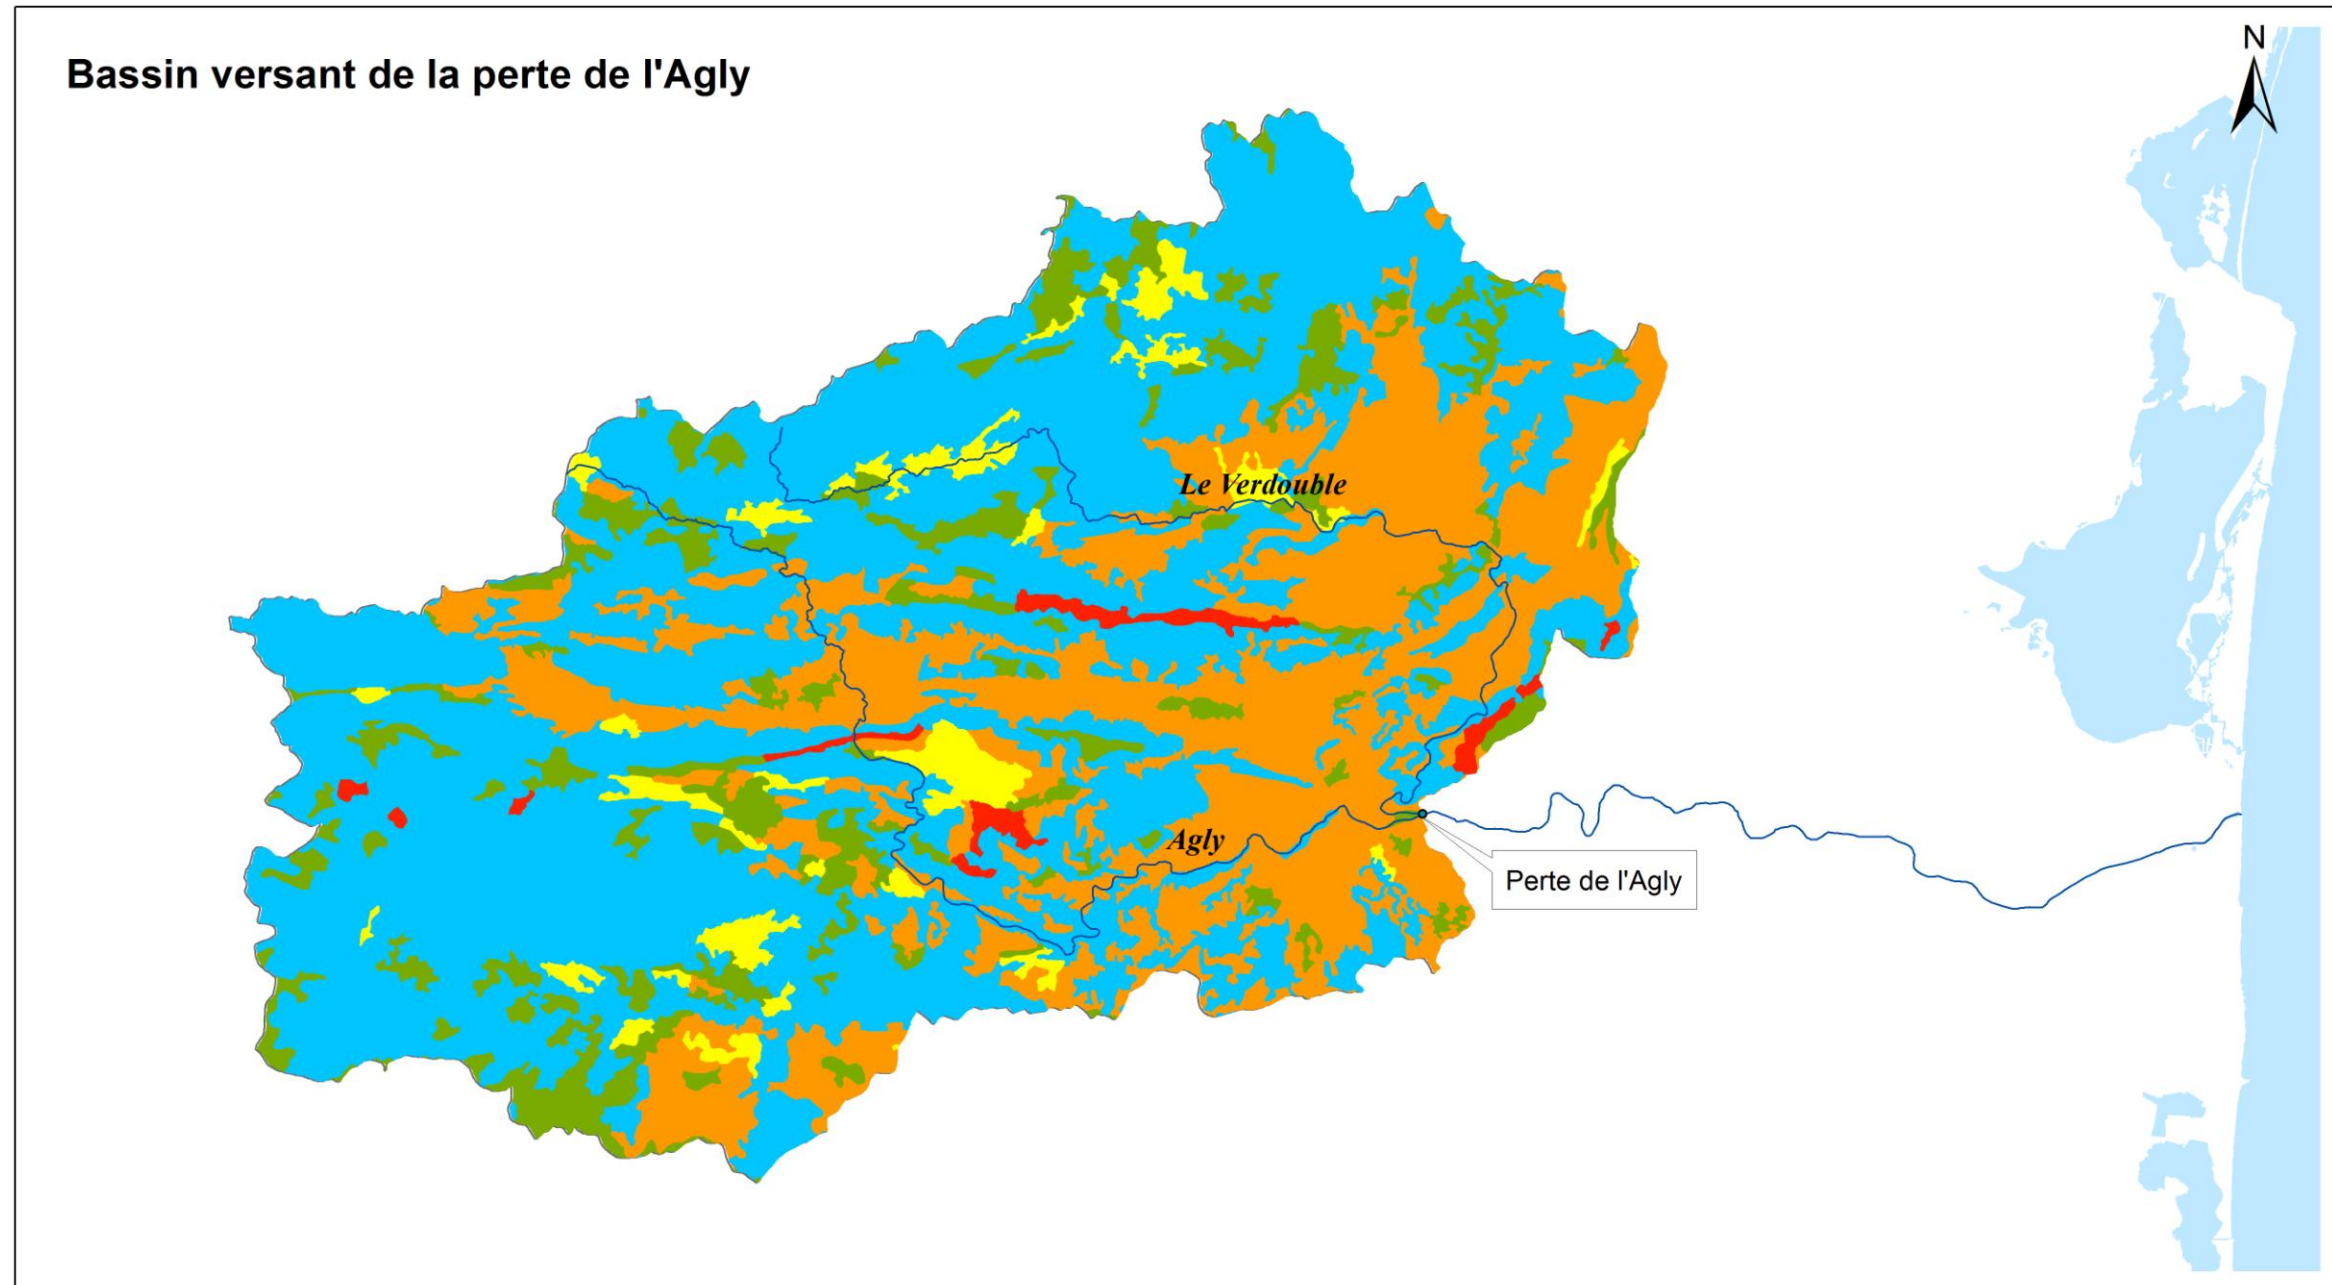 N
Bassin versant de la perte de l'Agly
Le Verdouble
Agly
Perte de l'Agly